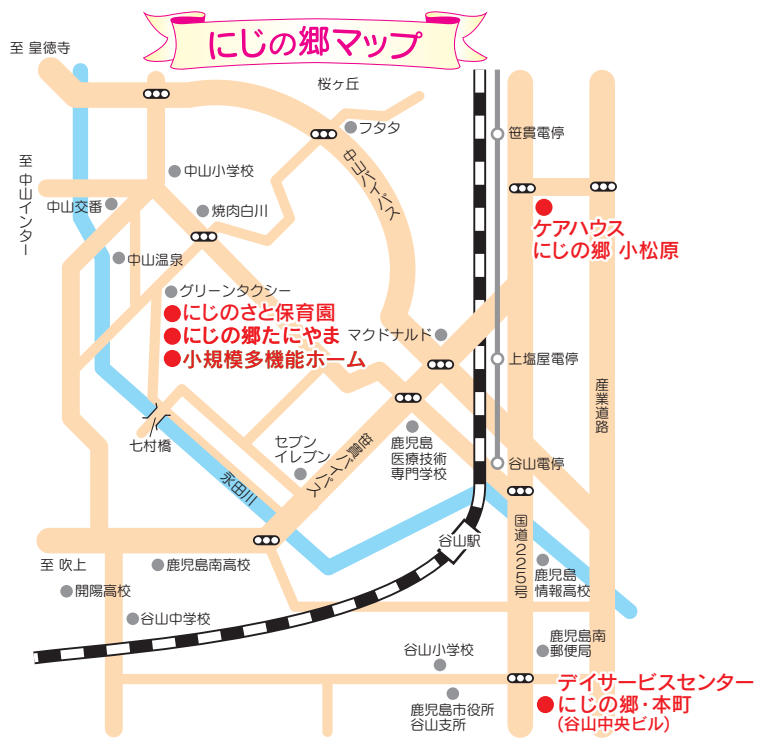 にじの郷マップ
至 皇徳寺
桜ヶ丘
フタタ
笹貫電停
中山バイパス
至 中山インター
中山小学校
中山交番
焼肉白川
ケアハウス
にじの郷 小松原
中山温泉
グリーンタクシー
にじのさと保育園
にじの郷たにやま
小規模多機能ホーム
マクドナルド
上塩屋電停
産業道路
七村橋
セブン
イレブン
笹貫バイパス
鹿児島
医療技術
専門学校
谷山電停
永田川
国道225号
谷山駅
至 吹上
鹿児島南高校
鹿児島
情報高校
開陽高校
谷山中学校
鹿児島南
郵便局
谷山小学校
鹿児島市役所
谷山支所
デイサービスセンター
にじの郷・本町
(谷山中央ビル)